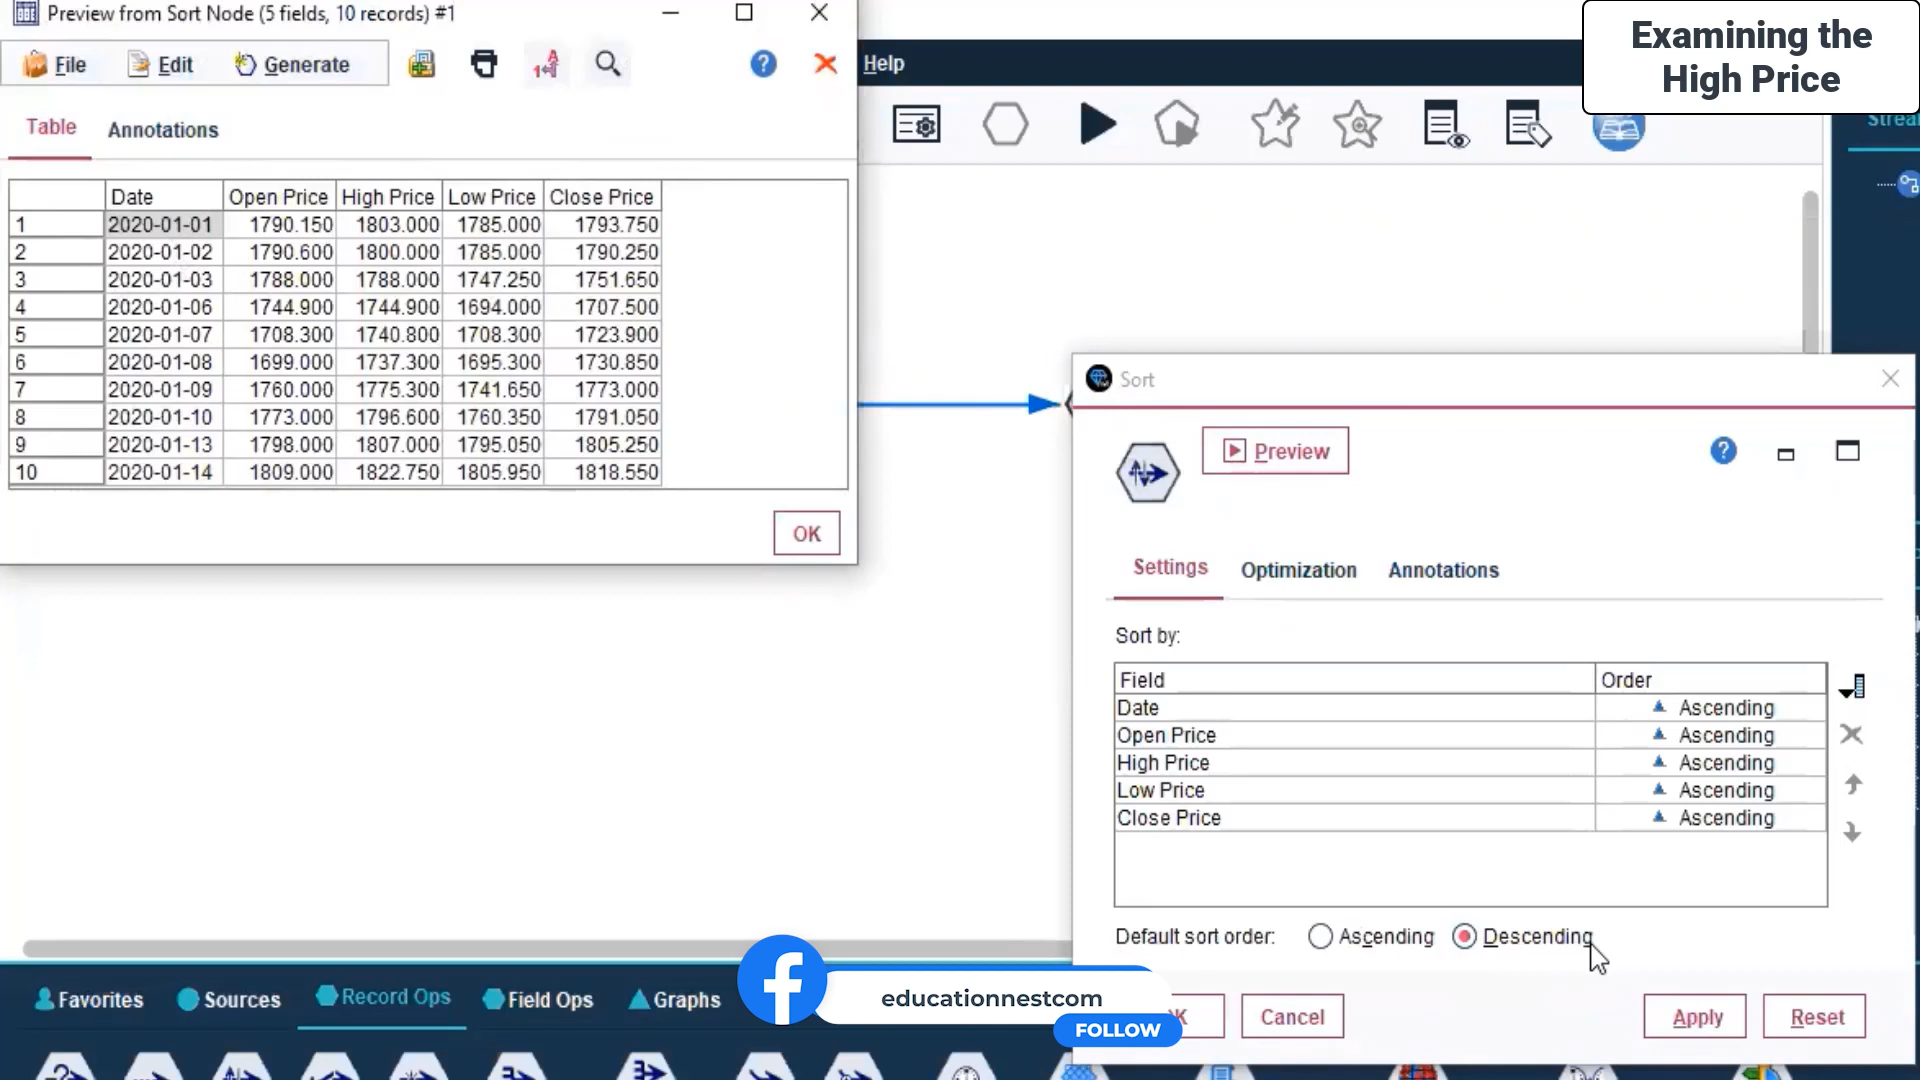 Preview from Sort Node (5 fields, 10 records) #1
File Edit Generate
Help
Examining the
High Price
Table Annotations
Date Open Price High Price Low Price Close Price
1 2020-01-01 1790.150 1803.000 1785.000 1793.750
2 2020-01-02 1790.600 1800.000 1785.000 1790.250
3 2020-01-03 1788.000 1788.000 1747.250 1751.650
4 2020-01-06 1744.900 1744.900 1694.000 1707.500
5 2020-01-07 1708.300 1740.800 1708.300 1723.900
6 2020-01-08 1699.000 1737.300 1695.300 1730.850
7 2020-01-09 1760.000 1775.300 1741.650 1773.000
8 2020-01-10 1773.000 1796.600 1760.350 1791.050
9 2020-01-13 1798.000 1807.000 1795.050 1805.250
10 2020-01-14 1809.000 1822.750 1805.950 1818.550
OK
Sort
Preview
Settings Optimization Annotations
Sort by:
Field Order
Date Ascending
Open Price Ascending
High Price Ascending
Low Price Ascending
Close Price Ascending
Default sort order: Ascending Descending
Cancel Apply Reset
Favorites Sources Record Ops Field Ops Graphs
educationnestcom
FOLLOW